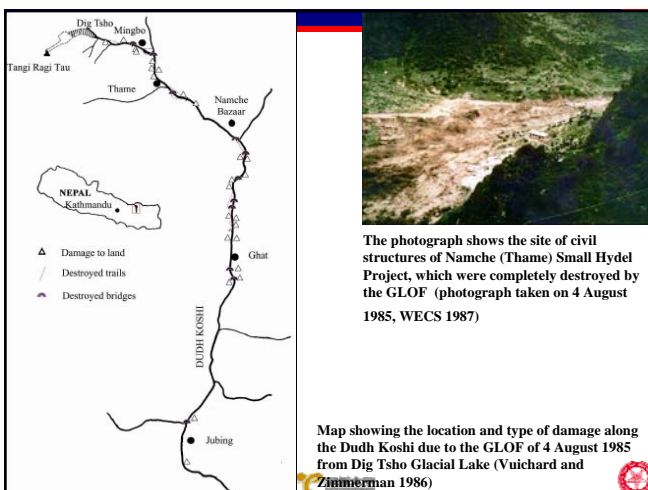 Dig Tsho
Mingbo
Tangi Ragi Tau
Thame
Namche
Bazaar
NEPAL
Kathmandu
Damage to land
Destroyed trails
Destroyed bridges
Ghat
DUDH KOSHI
Jubing
The photograph shows the site of civil
structures of Namche (Thame) Small Hydel
Project, which were completely destroyed by
the GLOF (photograph taken on 4 August
1985, WECS 1987)
Map showing the location and type of damage along
the Dudh Koshi due to the GLOF of 4 August 1985
from Dig Tsho Glacial Lake (Vuichard and
Zimmerman 1986)